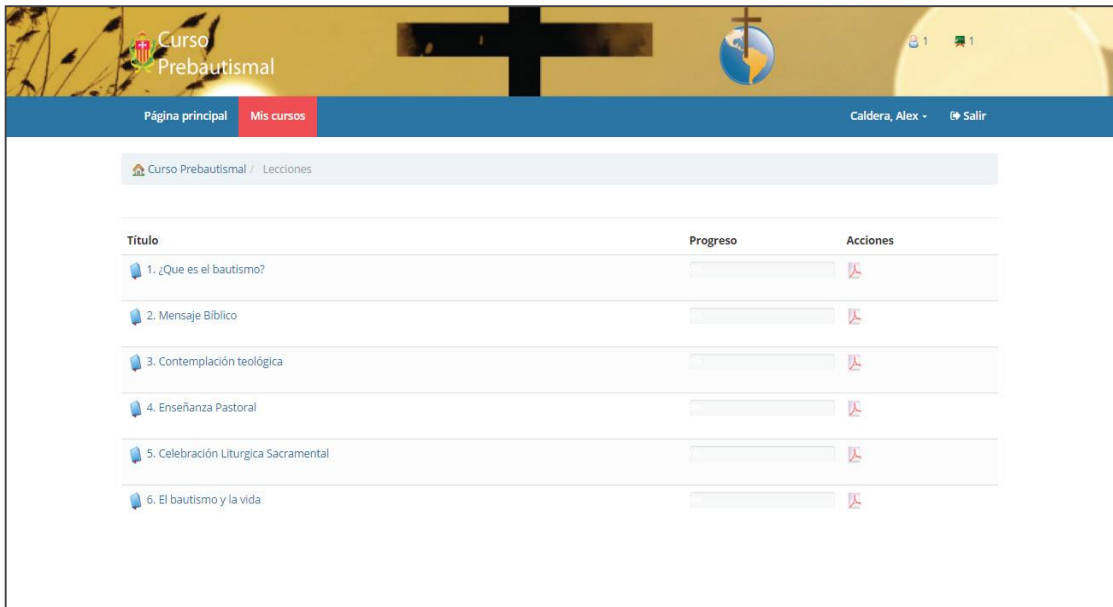 Curso
Prebautismal
1 1
Página principal Mis cursos Caldera, Alex Salir
Curso Prebautismal / Lecciones
Título Progreso Acciones
1. ¿Que es el bautismo?
2. Mensaje Bíblico
3. Contemplación teológica
4. Enseñanza Pastoral
5. Celebración Liturgica Sacramental
6. El bautismo y la vida